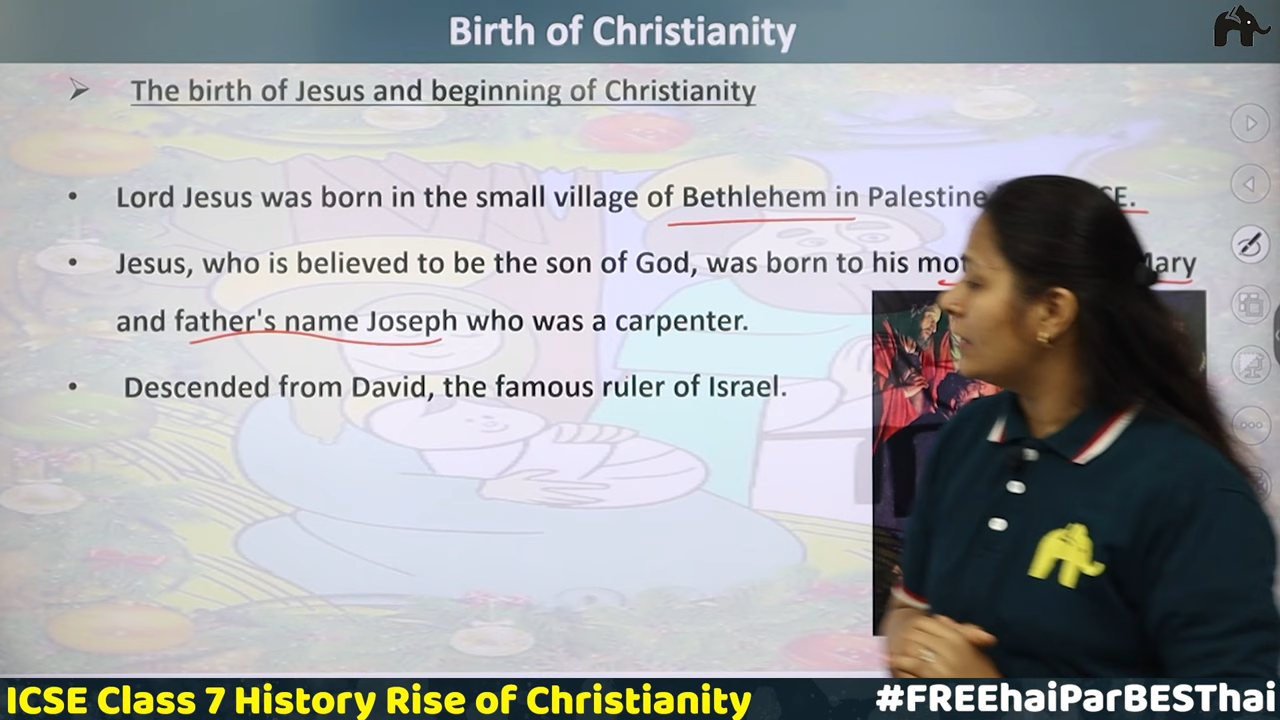 Birth of Christianity
➤ The birth of Jesus and beginning of Christianity
• Lord Jesus was born in the small village of Bethlehem in Palestine
• Jesus, who is believed to be the son of God, was born to his Mary
and father's name Joseph who was a carpenter.
• Descended from David, the famous ruler of Israel.
ICSE Class 7 History Rise of Christianity
#FREEhaiParBESThai